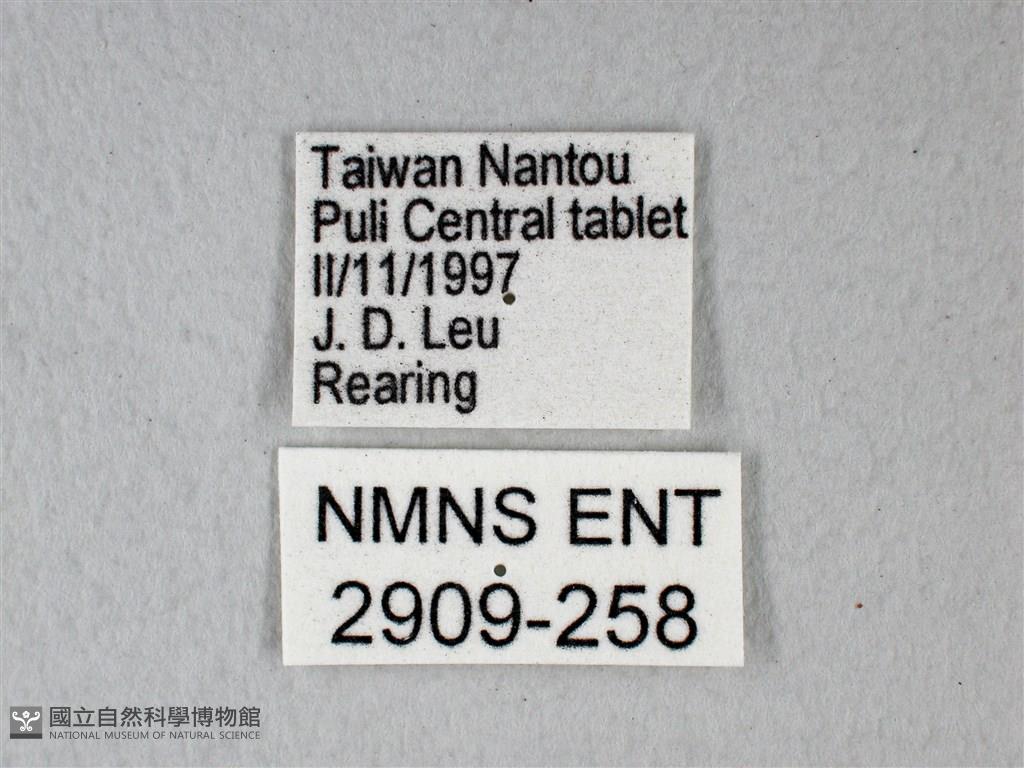 Taiwan Nantou
Puli Central tablet
II/11/1997
J. D. Leu
Rearing
NMNS ENT
2909-258
國立自然科學博物館
NATIONAL MUSEUM OF NATURAL SCIENCE